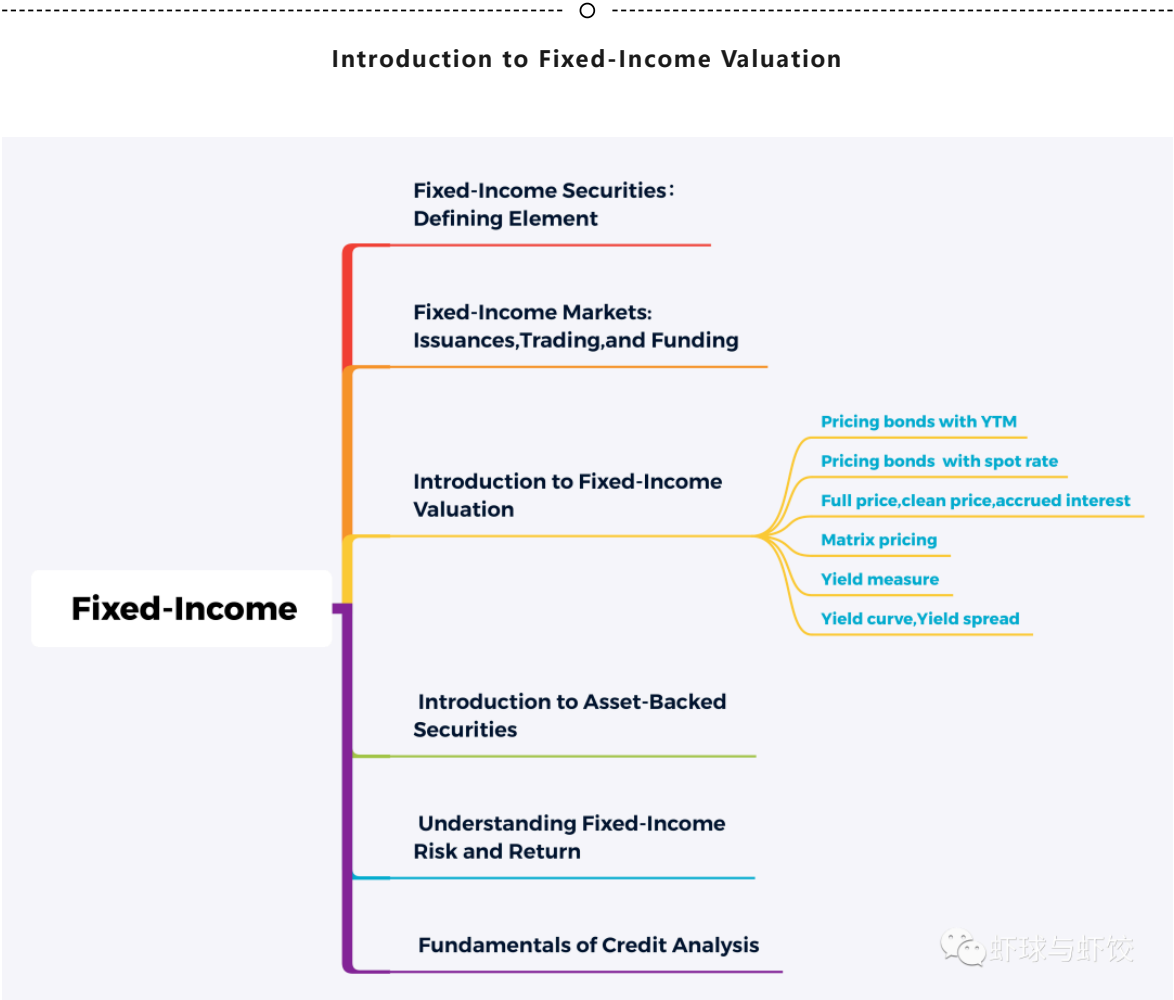 Introduction to Fixed-Income Valuation
Fixed-Income Securities：
Defining Element
Fixed-Income Markets:
Issuances,Trading,and Funding
Pricing bonds with YTM
Pricing bonds  with spot rate
Introduction to Fixed-Income
Valuation
Full price,clean price,accrued interest
Matrix pricing
Yield measure
Yield curve,Yield spread
Fixed-Income
Introduction to Asset-Backed
Securities
Understanding Fixed-Income
Risk and Return
Fundamentals of Credit Analysis
虾球与虾饺